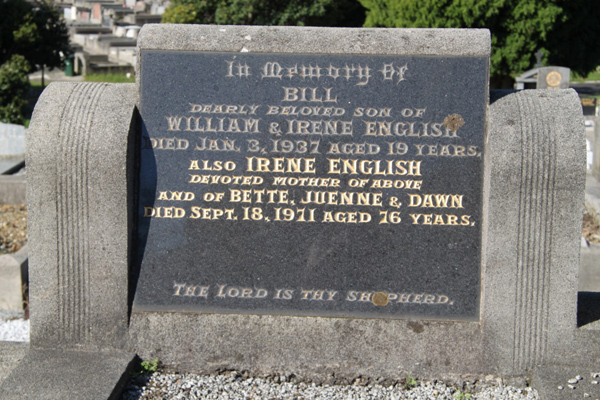 In Memory of
BILL
DEARLY BELOVED SON OF
WILLIAM & IRENE ENGLISH
DIED JAN. 3, 1937 AGED 19 YEARS.
ALSO IRENE ENGLISH
DEVOTED MOTHER OF ABOVE
AND OF BETTE, JUENNE & DAWN
DIED SEPT. 18, 1971 AGED 76 YEARS.
THE LORD IS THY SHEPHERD.